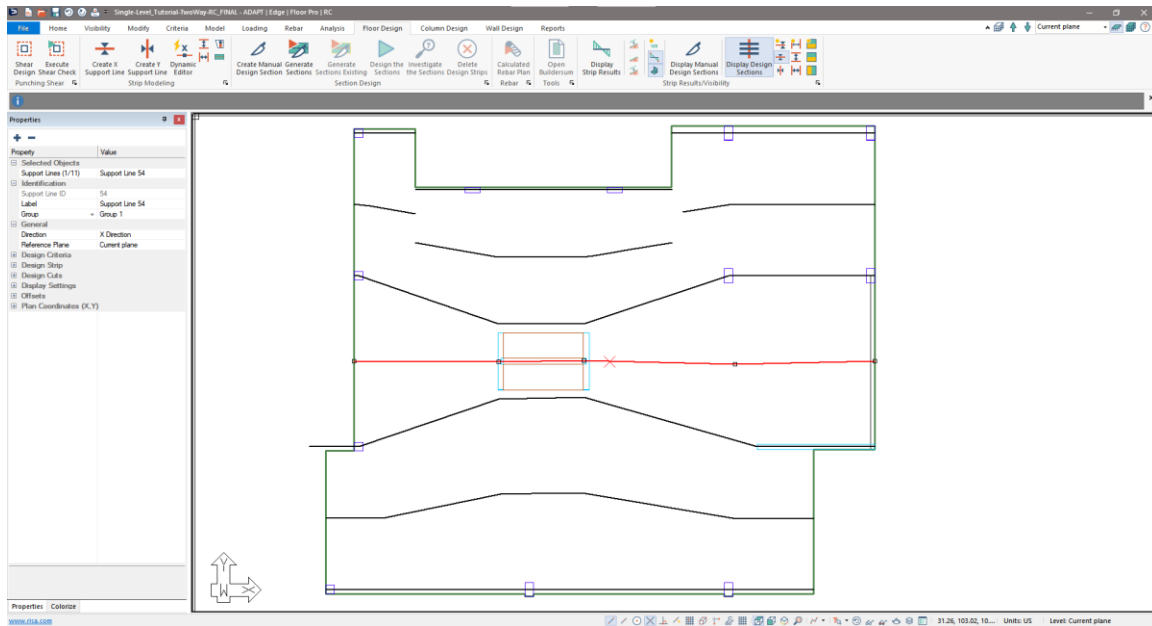 Single-Level_Tutorial-TwoWay-RC_FINAL - ADAPT | Edge | Floor Pro | RC
File Home Visibility Modify Criteria Model Loading Rebar Analysis Floor Design Column Design Wall Design Reports Current plane
Shear Design Execute Shear Check Create X Support Line Create Y Support Line Dynamic Editor Create Manual Design Section Generate Sections Generate Sections Existing Design the Sections Investigate the Sections Delete Design Strips Calculated Rebar Plan Open Buildersum Display Strip Results Display Manual Design Sections Display Design Sections
Punching Shear Strip Modeling Section Design Rebar Tools Strip Results/Visibility
Properties
Property Value
Selected Objects
Support Lines (1/11) Support Line 54
Identification
Support Line ID 54
Label Support Line 54
Group Group 1
General
Direction X Direction
Reference Plane Current plane
Design Criteria
Design Strip
Design Cuts
Display Settings
Offsets
Plan Coordinates (X,Y)
Y
W X
Properties Colorize
www.risa.com 31.26, 103.02, 10... Units: US Level: Current plane